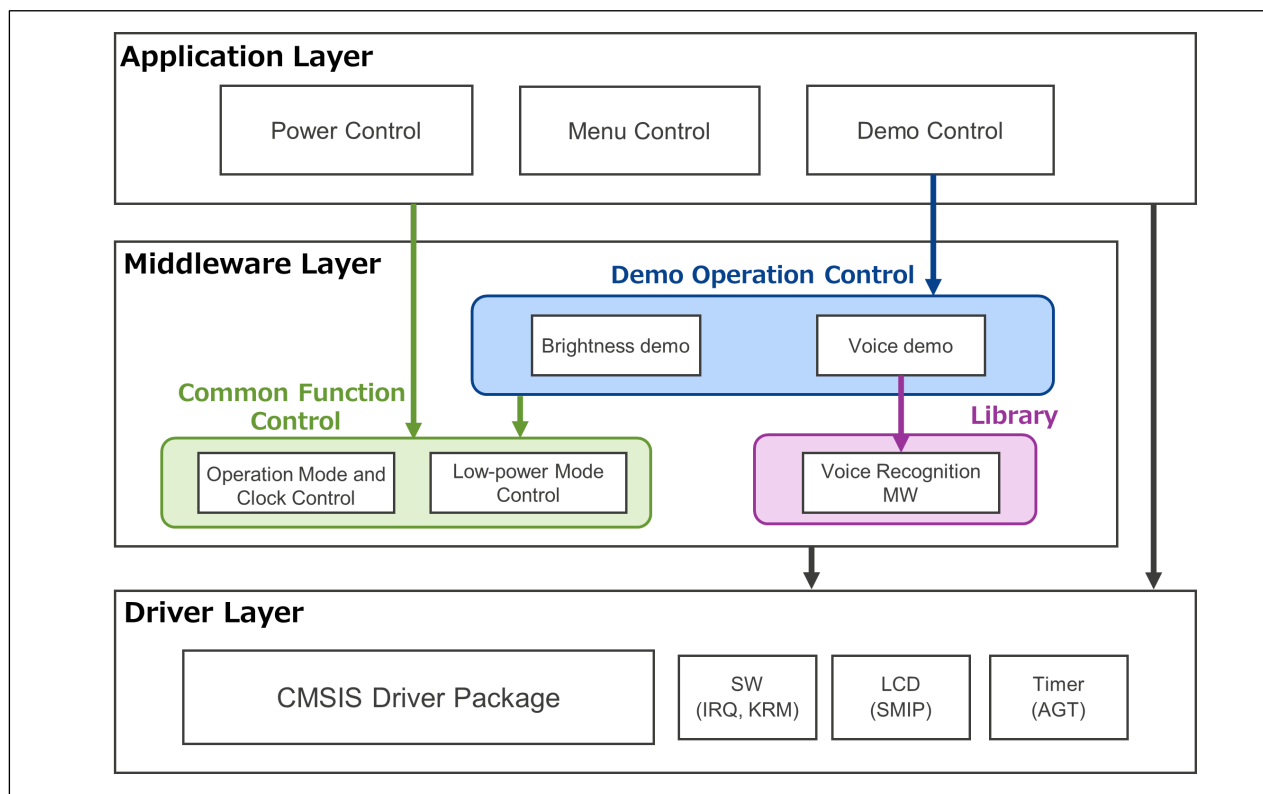 Application Layer
Power Control
Menu Control
Demo Control
Middleware Layer
Demo Operation Control
Brightness demo
Voice demo
Common Function
Control
Library
Operation Mode and
Clock Control
Low-power Mode
Control
Voice Recognition
MW
Driver Layer
CMSIS Driver Package
SW
(IRQ, KRM)
LCD
(SMIP)
Timer
(AGT)